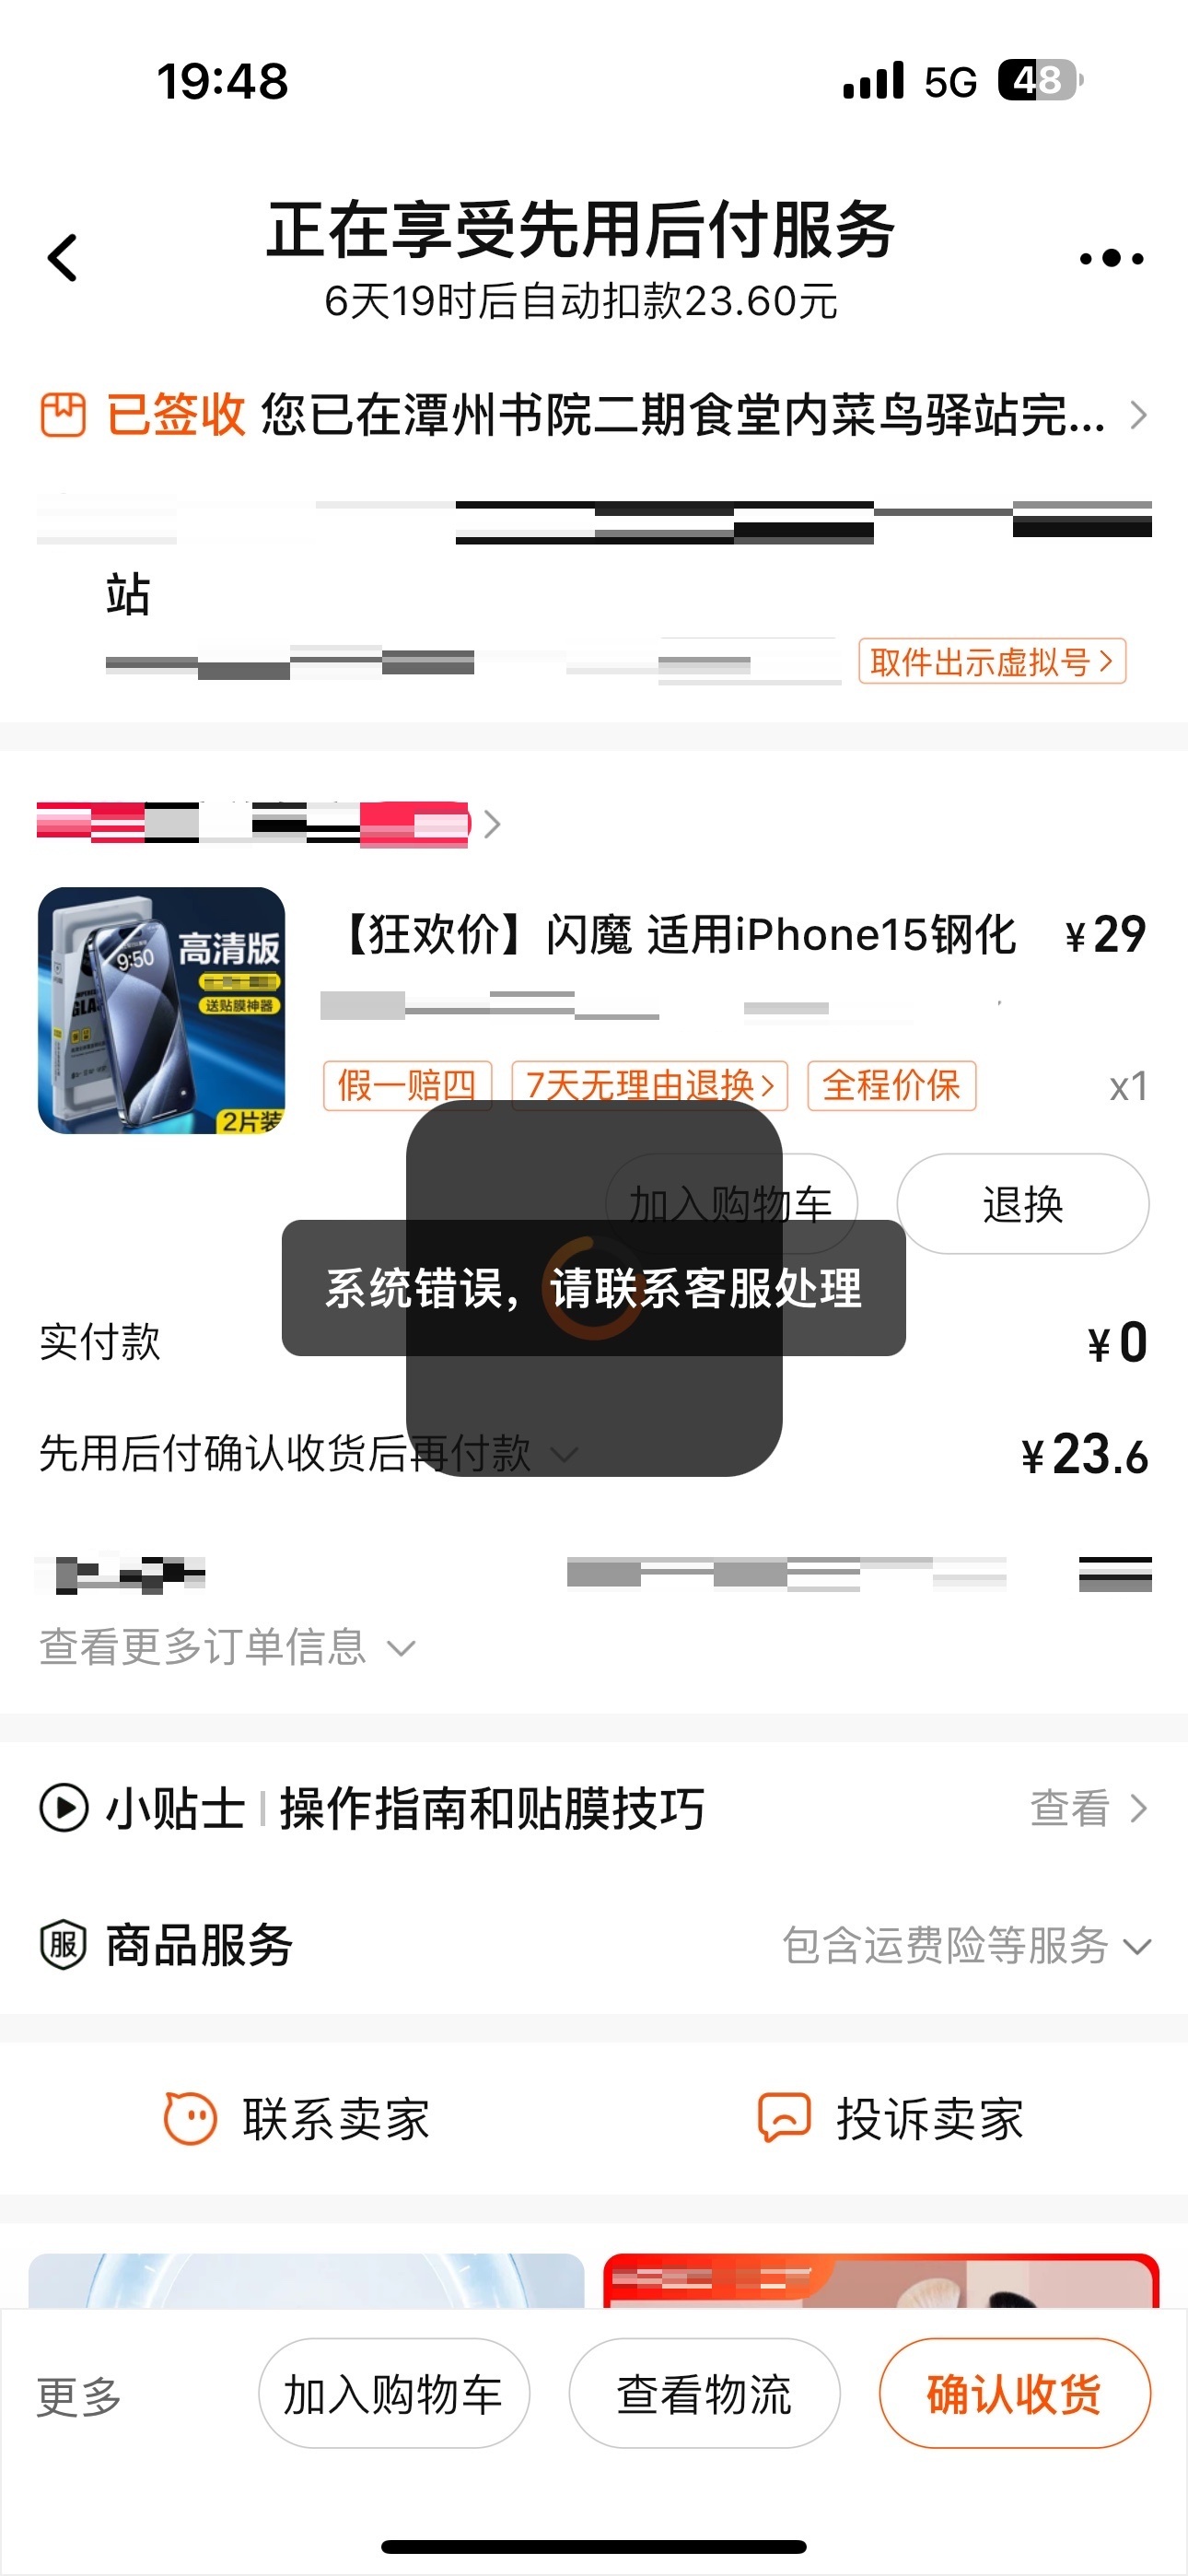 19:48
5G 48
正在享受先用后付服务
6天19时后自动扣款23.60元
已签收 您已在潭州书院二期食堂内菜鸟驿站完...
站
取件出示虚拟号
【狂欢价】闪魔 适用iPhone15钢化 ¥29
9:50
高清版
送贴膜神器
2片装
假一赔四 7天无理由退换 全程价保 x1
加入购物车 退换
系统错误，请联系客服处理
实付款 ¥0
先用后付确认收货后再付款 ¥23.6
查看更多订单信息
小贴士 | 操作指南和贴膜技巧 查看
服 商品服务 包含运费险等服务
联系卖家 投诉卖家
更多 加入购物车 查看物流 确认收货